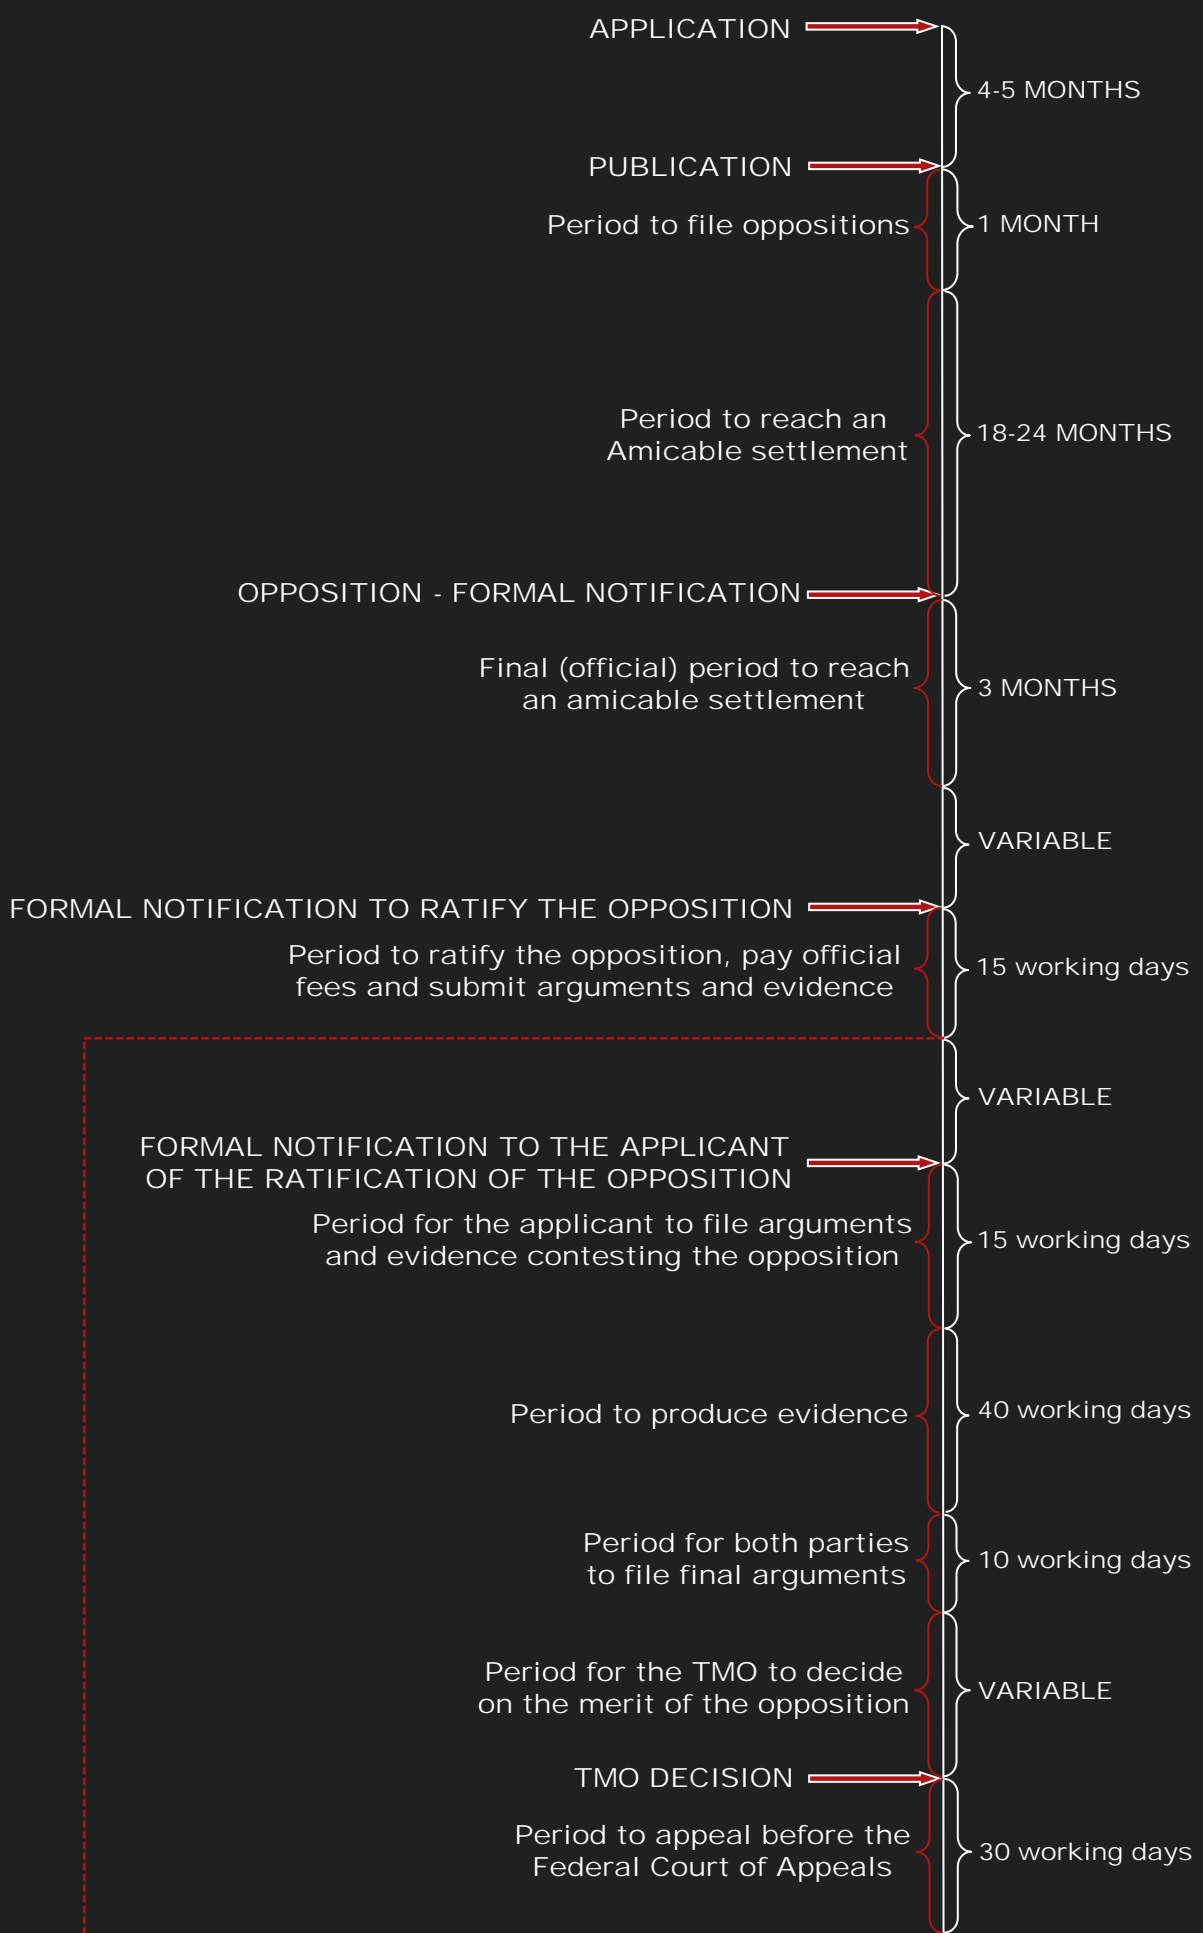 APPLICATION
4-5 MONTHS
PUBLICATION
Period to file oppositions
1 MONTH
Period to reach an
Amicable settlement
18-24 MONTHS
OPPOSITION - FORMAL NOTIFICATION
Final (official) period to reach
an amicable settlement
3 MONTHS
VARIABLE
FORMAL NOTIFICATION TO RATIFY THE OPPOSITION
Period to ratify the opposition, pay official
fees and submit arguments and evidence
15 working days
VARIABLE
FORMAL NOTIFICATION TO THE APPLICANT
OF THE RATIFICATION OF THE OPPOSITION
Period for the applicant to file arguments
and evidence contesting the opposition
15 working days
Period to produce evidence
40 working days
Period for both parties
to file final arguments
10 working days
Period for the TMO to decide
on the merit of the opposition
VARIABLE
TMO DECISION
Period to appeal before the
Federal Court of Appeals
30 working days